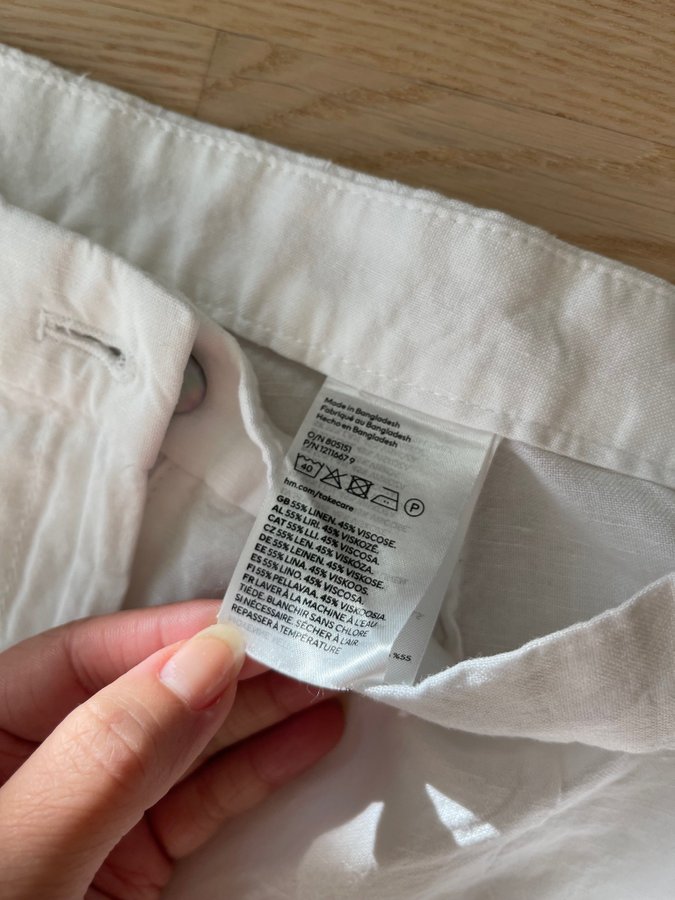 Made in Bangladesh
Fabriqué au Bangladesh
Hecho en Bangladesh
O/N 805151
P/N 1211667 9
40
P
hm.com/takecare
GB 55% LINEN. 45% VISCOSE.
AL 55% LIRI. 45% VISKOZË.
CAT 55% LLI. 45% VISCOSA.
CZ 55% LEN. 45% VISKÓZA.
DE 55% LEINEN. 45% VISKOSE.
EE 55% LINA. 45% VISKOOS.
ES 55% LINO. 45% VISCOSA.
FI 55% PELLAVAA. 45% VISKOOSIA.
FR LAVER À LA MACHINE À L'EAU
TIÈDE. BLANCHIR SANS CHLORE
SI NÉCESSAIRE. SÉCHER À L'AIR
REPASSER À TEMPÉRATURE
%55